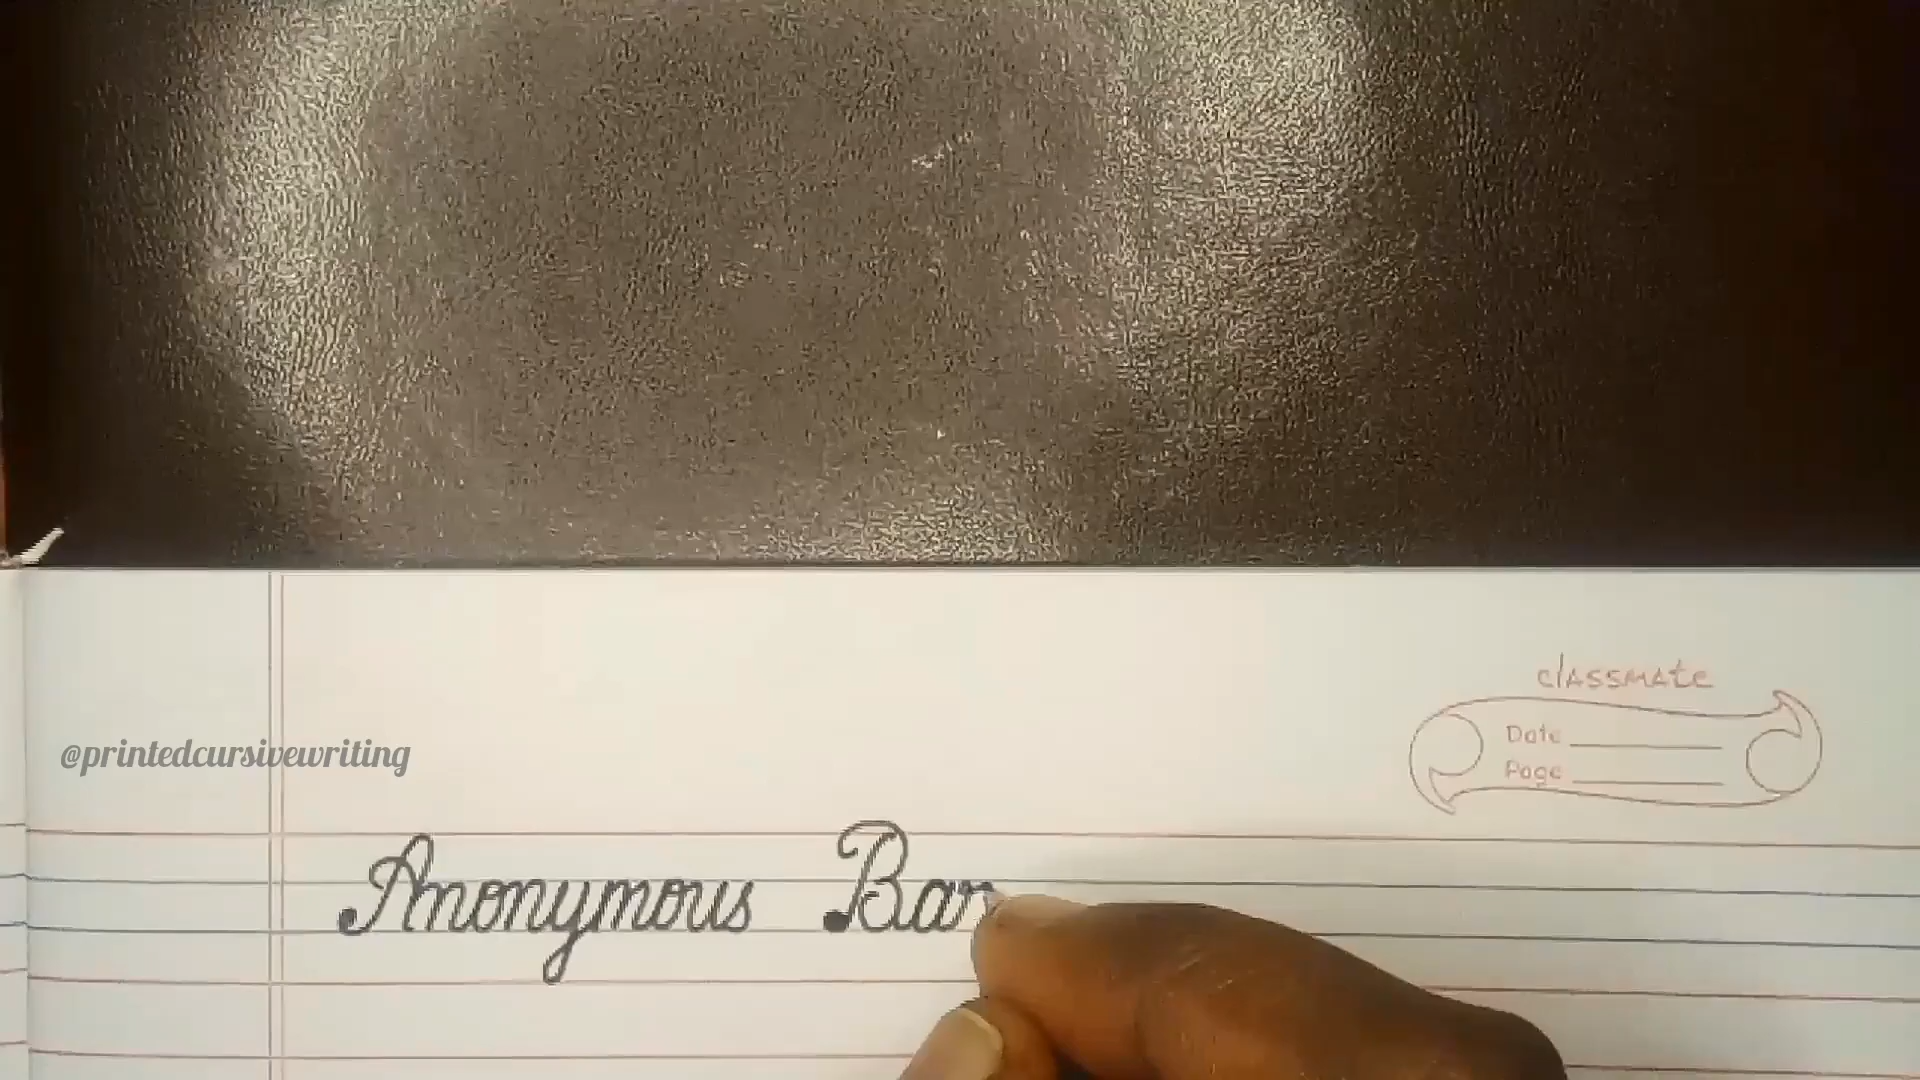 classmate
Date
Page
@printedcursivewriting
Anonymous Bar